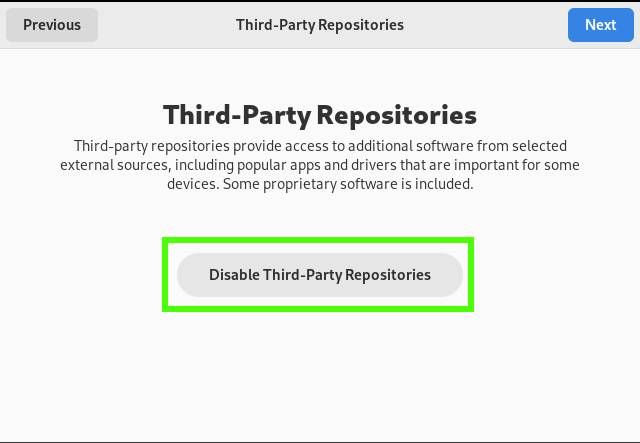 Previous
Third-Party Repositories
Next
Third-Party Repositories
Third-party repositories provide access to additional software from selected
external sources, including popular apps and drivers that are important for some
devices. Some proprietary software is included.
Disable Third-Party Repositories